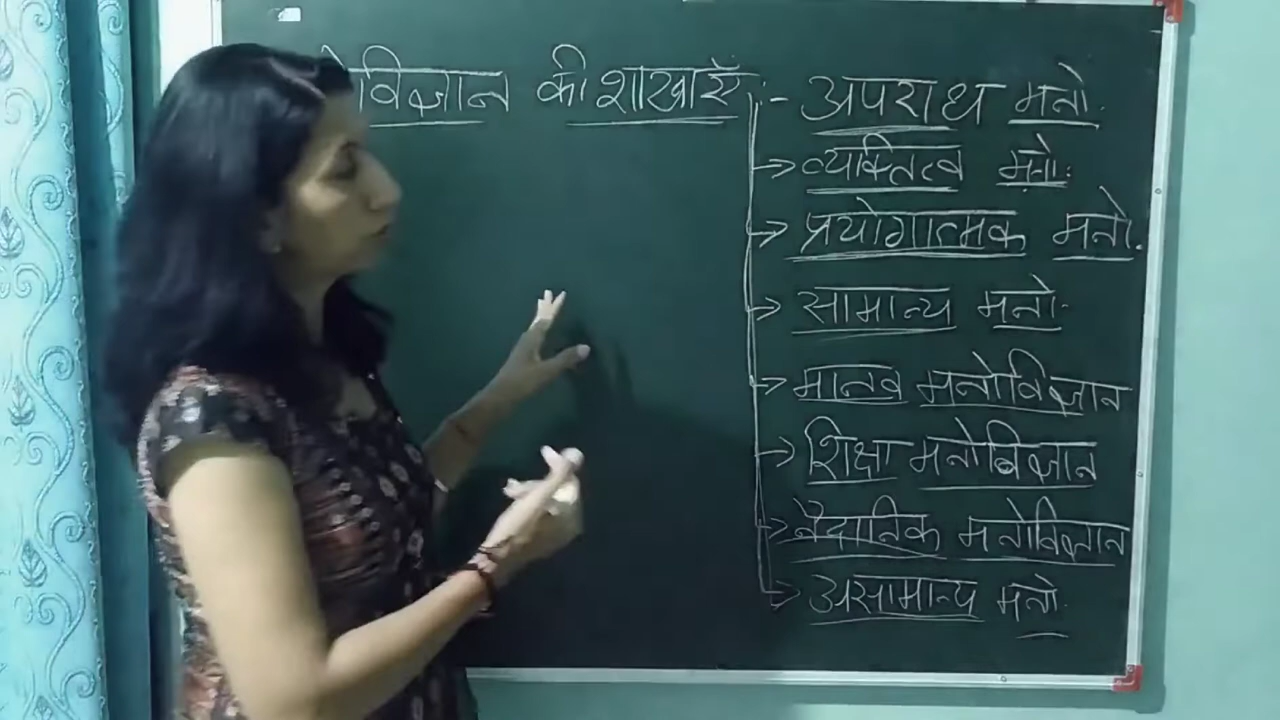 विज्ञान की शाखाएँ :- अपराध मनो.
→ व्यक्तित्व मनो.
→ प्रयोगात्मक मनो.
→ सामान्य मनो.
→ मानव मनोविज्ञान
→ शिक्षा मनोविज्ञान
→ नैदानिक मनोविज्ञान
→ असामान्य मनो.